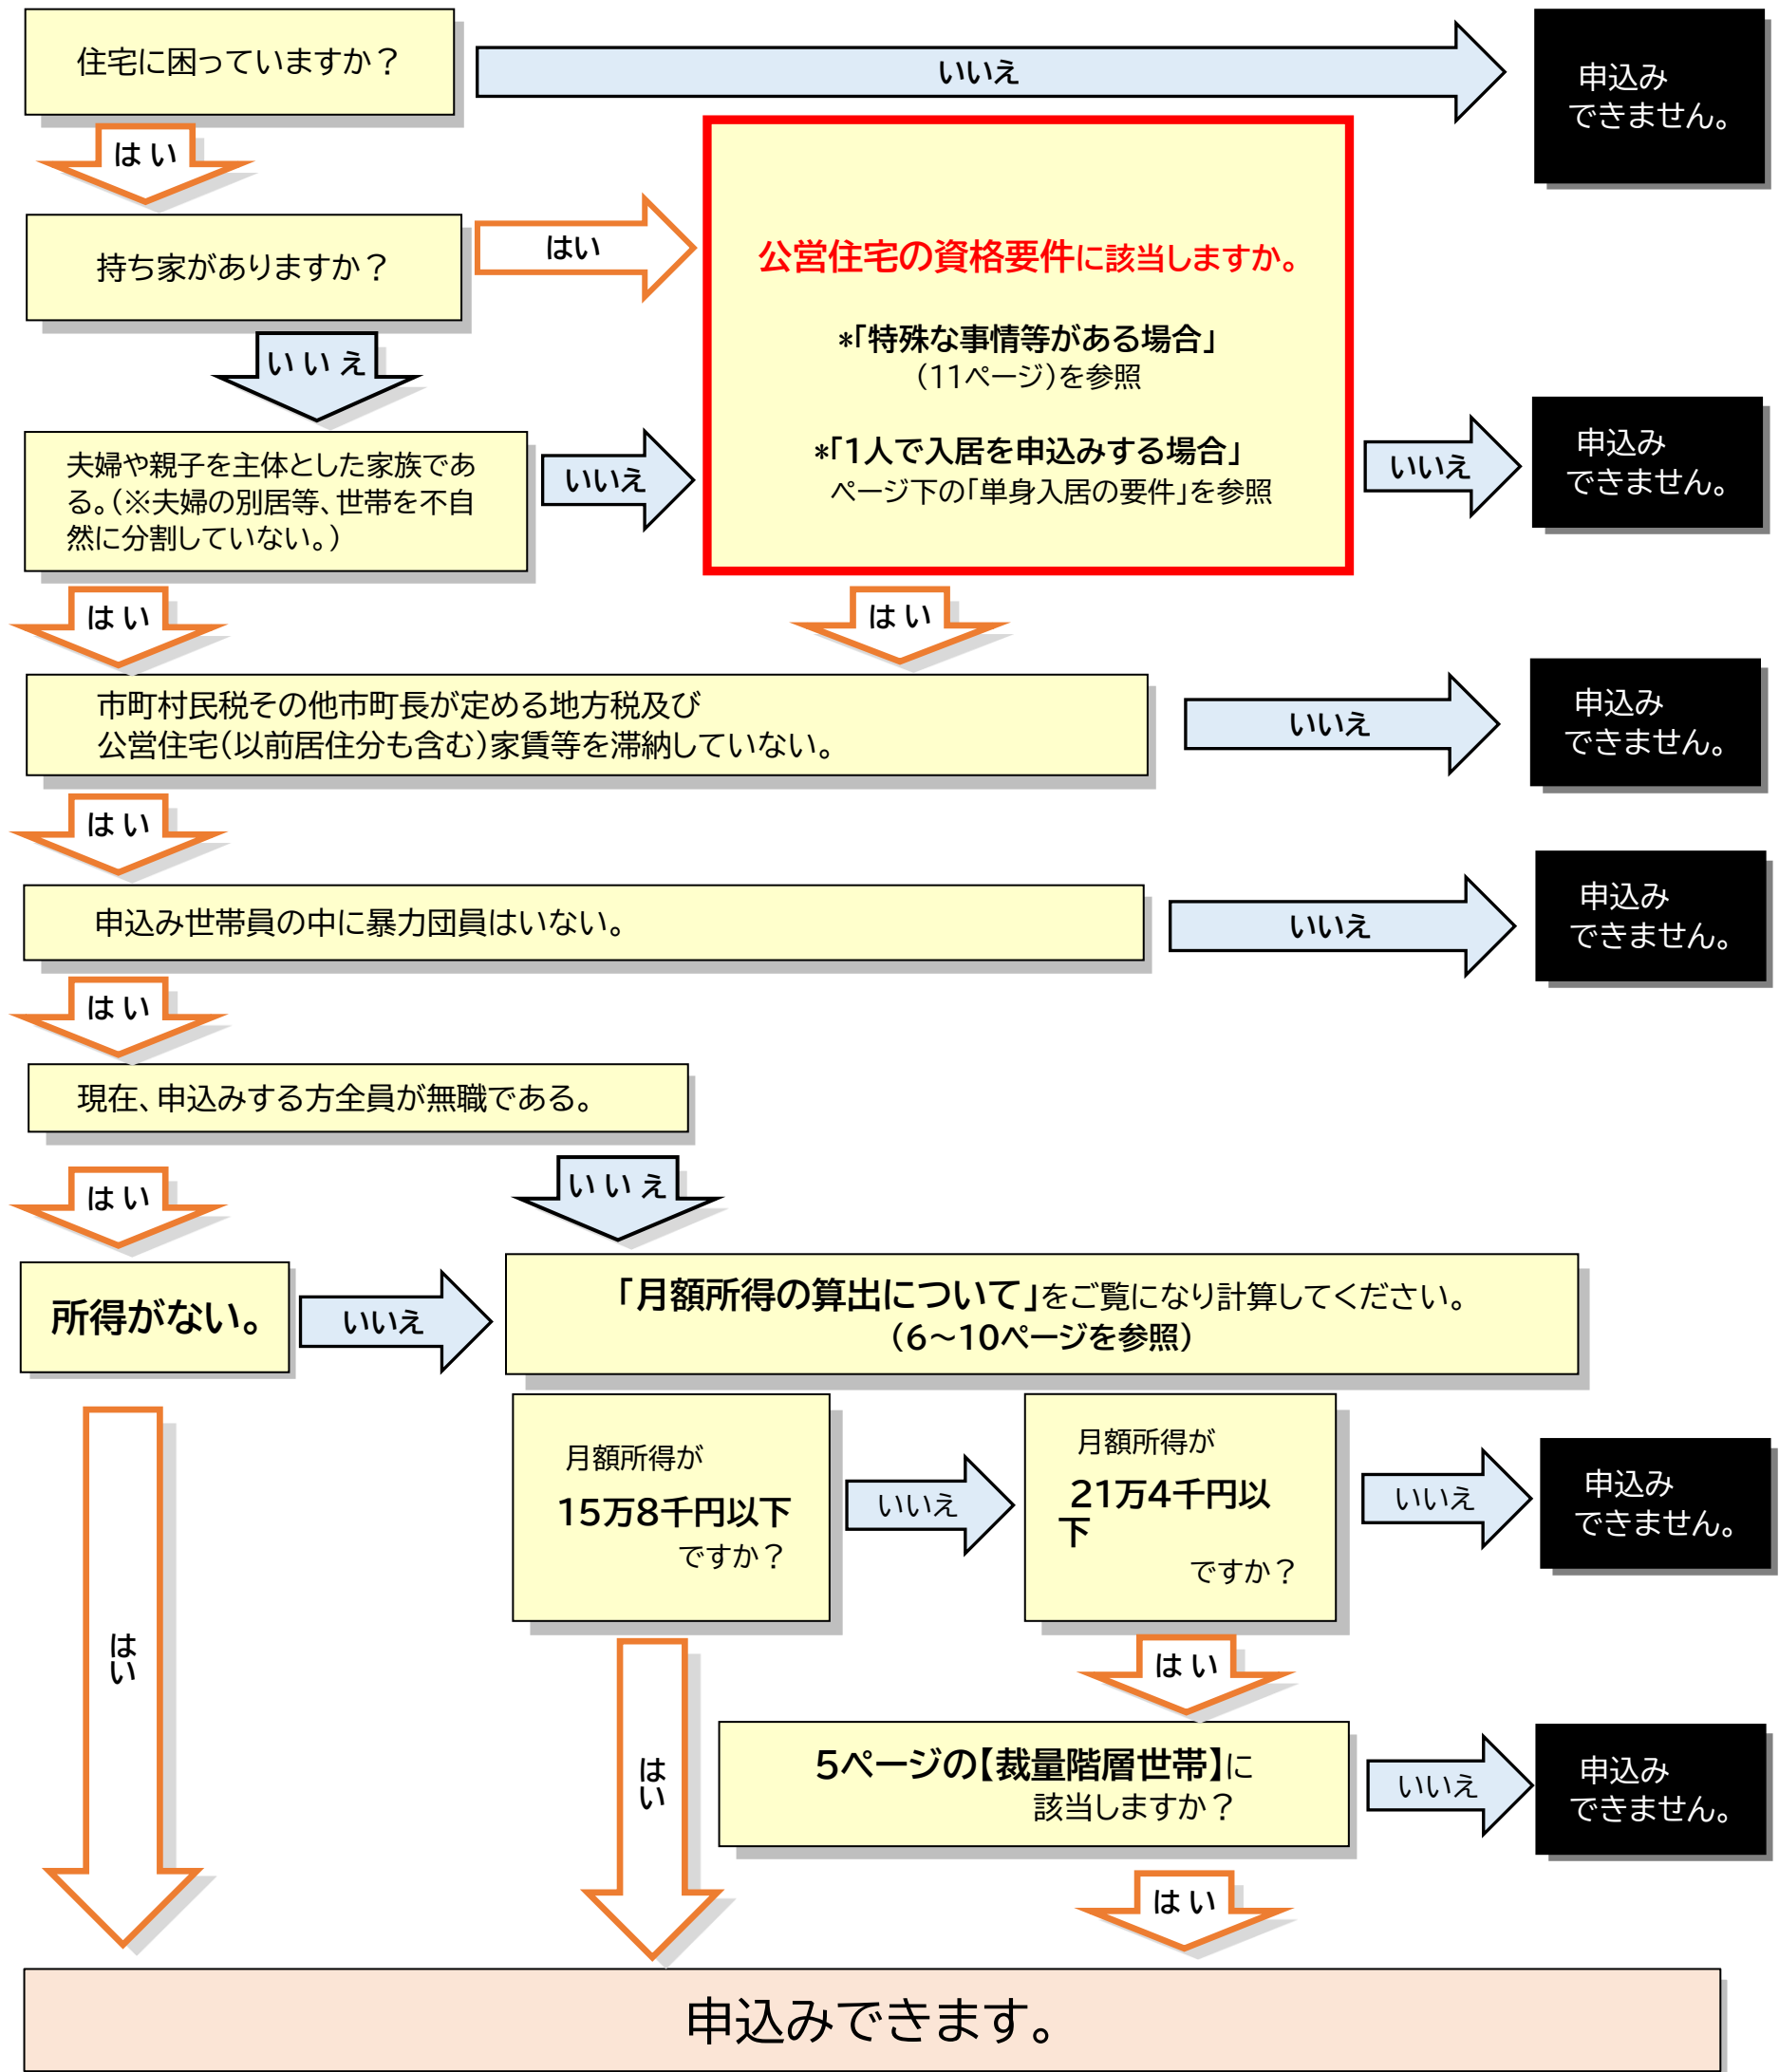 住宅に困っていますか？
いいえ
申込み
できません。
は い
持ち家がありますか？
はい
公営住宅の資格要件に該当しますか。
*「特殊な事情等がある場合」
（11ページ）を参照
*「１人で入居を申込みする場合」
ページ下の「単身入居の要件」を参照
い い え
夫婦や親子を主体とした家族であ
る。（※夫婦の別居等、世帯を不自
然に分割していない。）
いいえ
いいえ
申込み
できません。
は い
は い
市町村民税その他市町長が定める地方税及び
公営住宅（以前居住分も含む）家賃等を滞納していない。
いいえ
申込み
できません。
は い
申込み世帯員の中に暴力団員はいない。
いいえ
申込み
できません。
は い
現在、申込みする方全員が無職である。
は い
い い え
所得がない。
いいえ
「月額所得の算出について」をご覧になり計算してください。
（６～１０ページを参照）
月額所得が
１５万８千円以下
ですか？
いいえ
月額所得が
２１万４千円以
下
ですか？
いいえ
申込み
できません。
はい
はい
は い
５ページの【裁量階層世帯】に
該当しますか？
いいえ
申込み
できません。
は い
申込みできます。